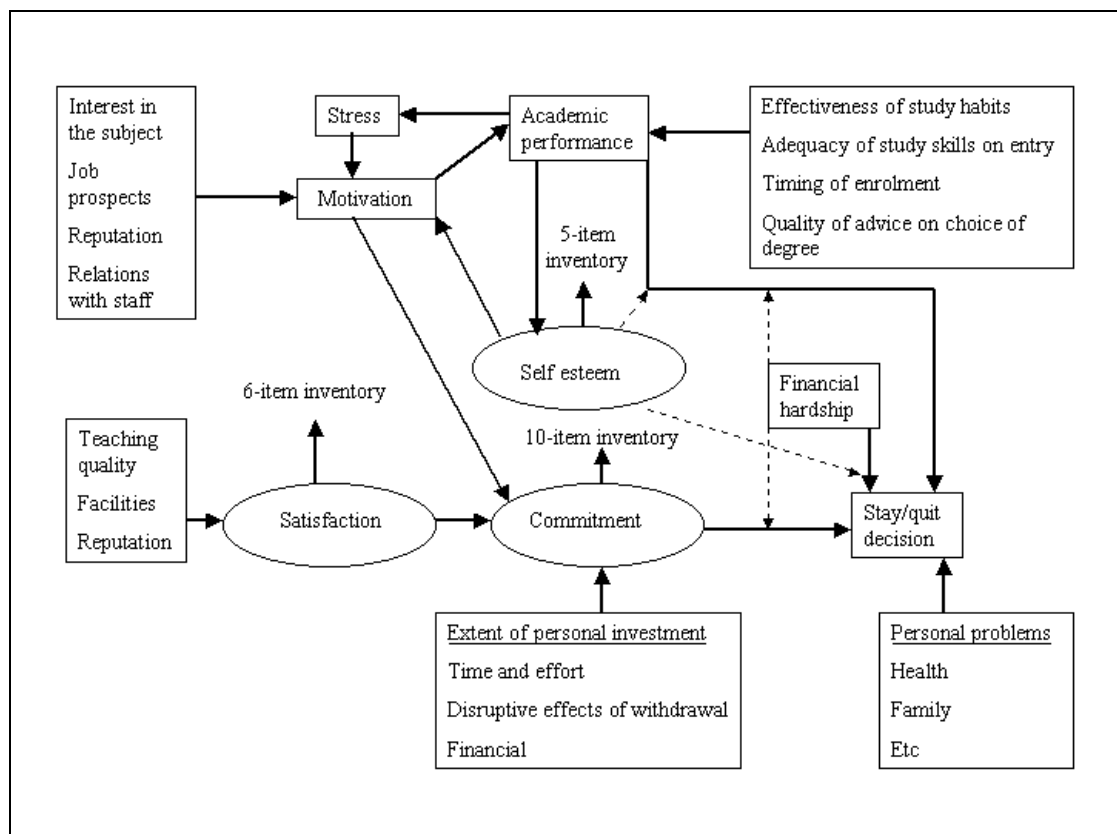 Interest in
the subject
Job
prospects
Reputation
Relations
with staff
Stress
Motivation
Academic
performance
Effectiveness of study habits
Adequacy of study skills on entry
Timing of enrolment
Quality of advice on choice of
degree
5-item
inventory
Self esteem
Financial
hardship
6-item inventory
10-item inventory
Teaching
quality
Facilities
Reputation
Satisfaction
Commitment
Stay/quit
decision
Extent of personal investment
Time and effort
Disruptive effects of withdrawal
Financial
Personal problems
Health
Family
Etc